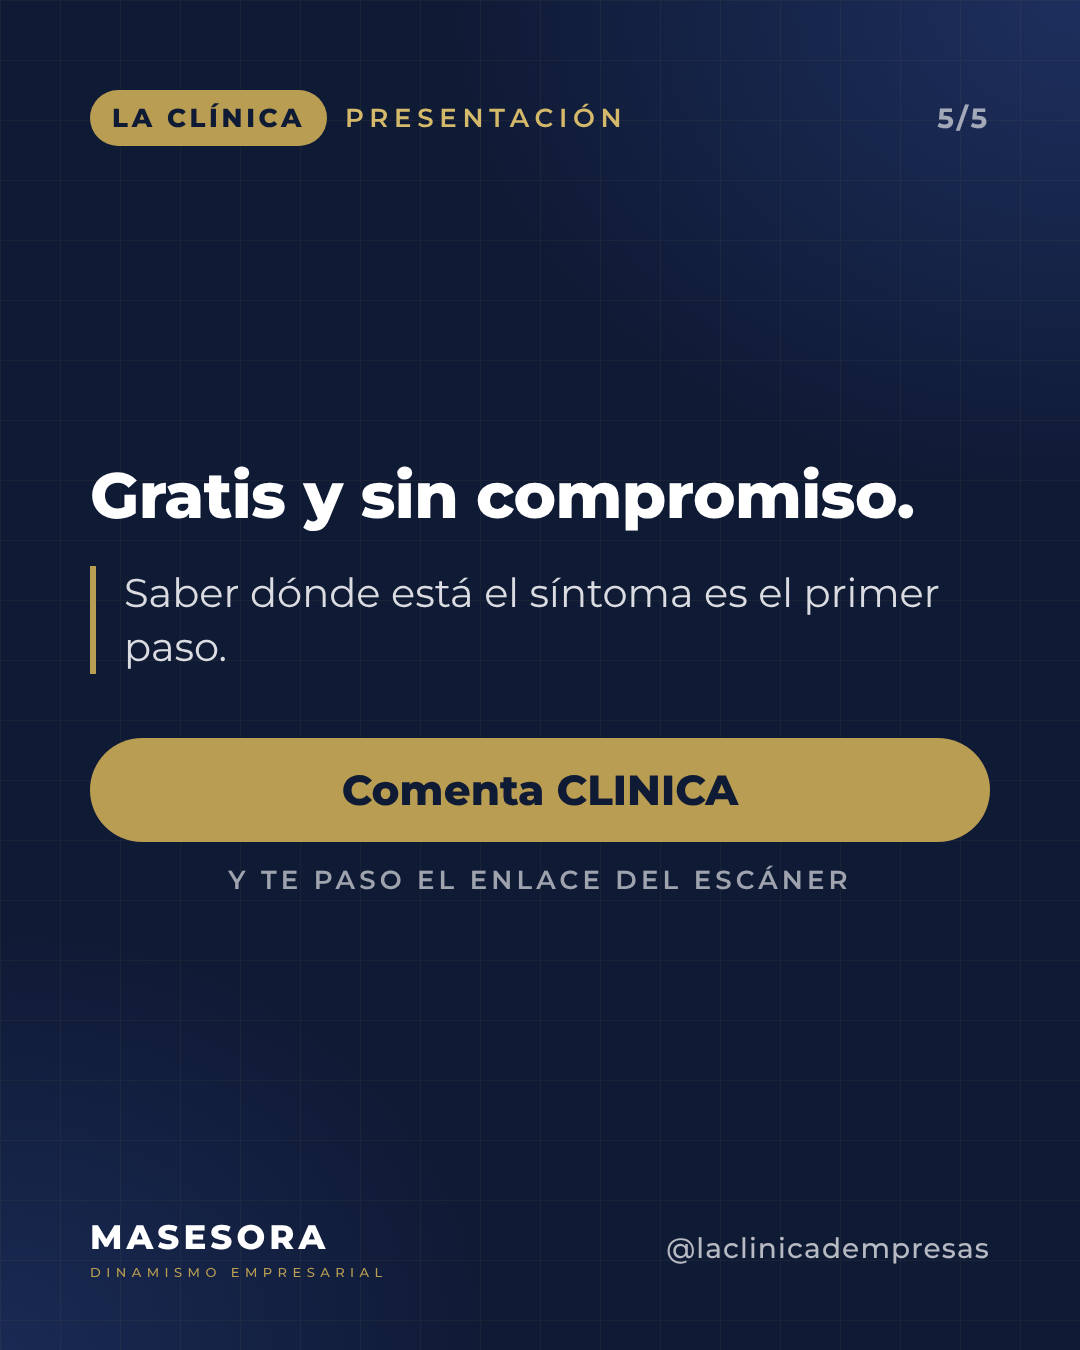 LA CLÍNICA PRESENTACIÓN 5/5
Gratis y sin compromiso.
Saber dónde está el síntoma es el primer
paso.
Comenta CLINICA
Y TE PASO EL ENLACE DEL ESCÁNER
MASESORA
DINAMISMO EMPRESARIAL
@laclinicadempresas